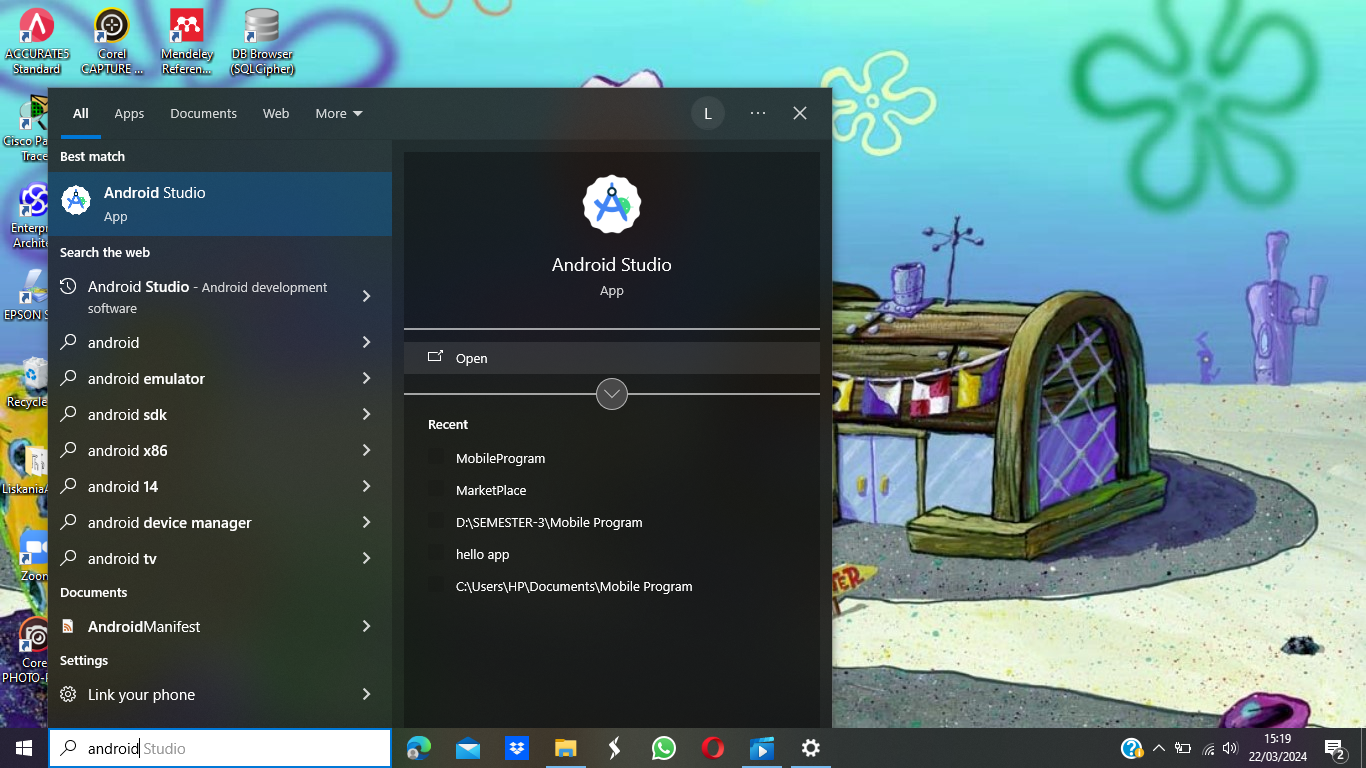 ACCURATE5
Standard
Corel
CAPTURE ...
Mendeley
Referen...
DB Browser
(SQLCipher)
Cisco Pa
Trace
Enterp
Archite
EPSON S
Recycle
Liskania
Zoo
Core
PHOTO-P
All
Apps
Documents
Web
More
L
Best match
Android Studio
App
Search the web
Android Studio - Android development
software
android
android emulator
android sdk
android x86
android 14
android device manager
android tv
Documents
AndroidManifest
Settings
Link your phone
Android Studio
App
Open
Recent
MobileProgram
MarketPlace
D:\SEMESTER-3\Mobile Program
hello app
C:\Users\HP\Documents\Mobile Program
android Studio
15:19
22/03/2024
2